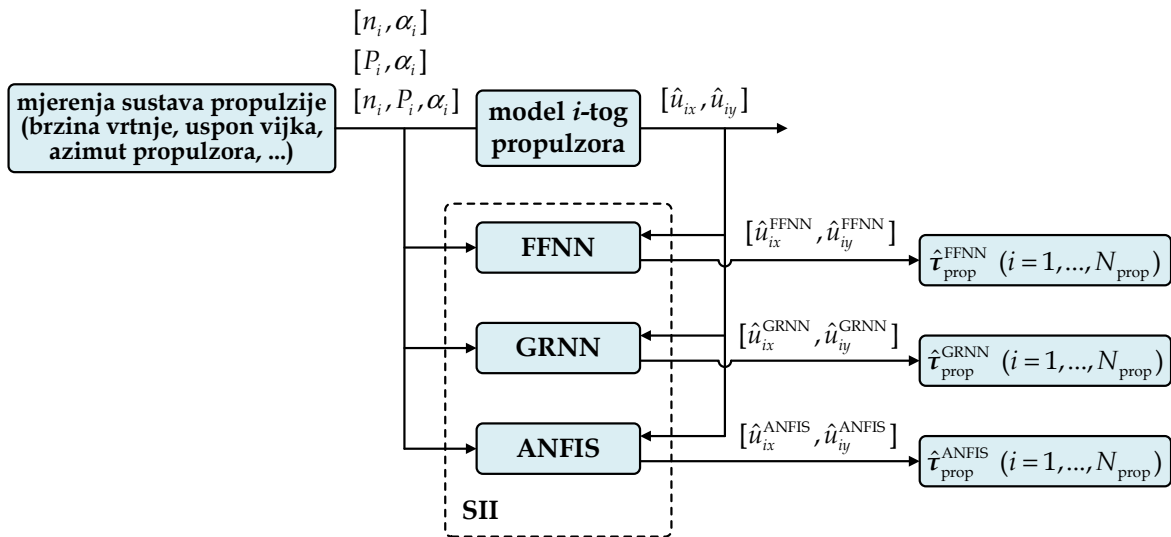 [n_i, α_i]
[P_i, α_i]
[n_i, P_i, α_i]
mjerenja sustava propulzije
(brzina vrtnje, uspon vijka,
azimut propulzora, ...)
model i-tog
propulzora
[û_ix, û_iy]
FFNN
[û_ix^FFNN, û_iy^FFNN]
τ̂_prop^FFNN (i = 1, ..., N_prop)
GRNN
[û_ix^GRNN, û_iy^GRNN]
τ̂_prop^GRNN (i = 1, ..., N_prop)
ANFIS
[û_ix^ANFIS, û_iy^ANFIS]
τ̂_prop^ANFIS (i = 1, ..., N_prop)
SII